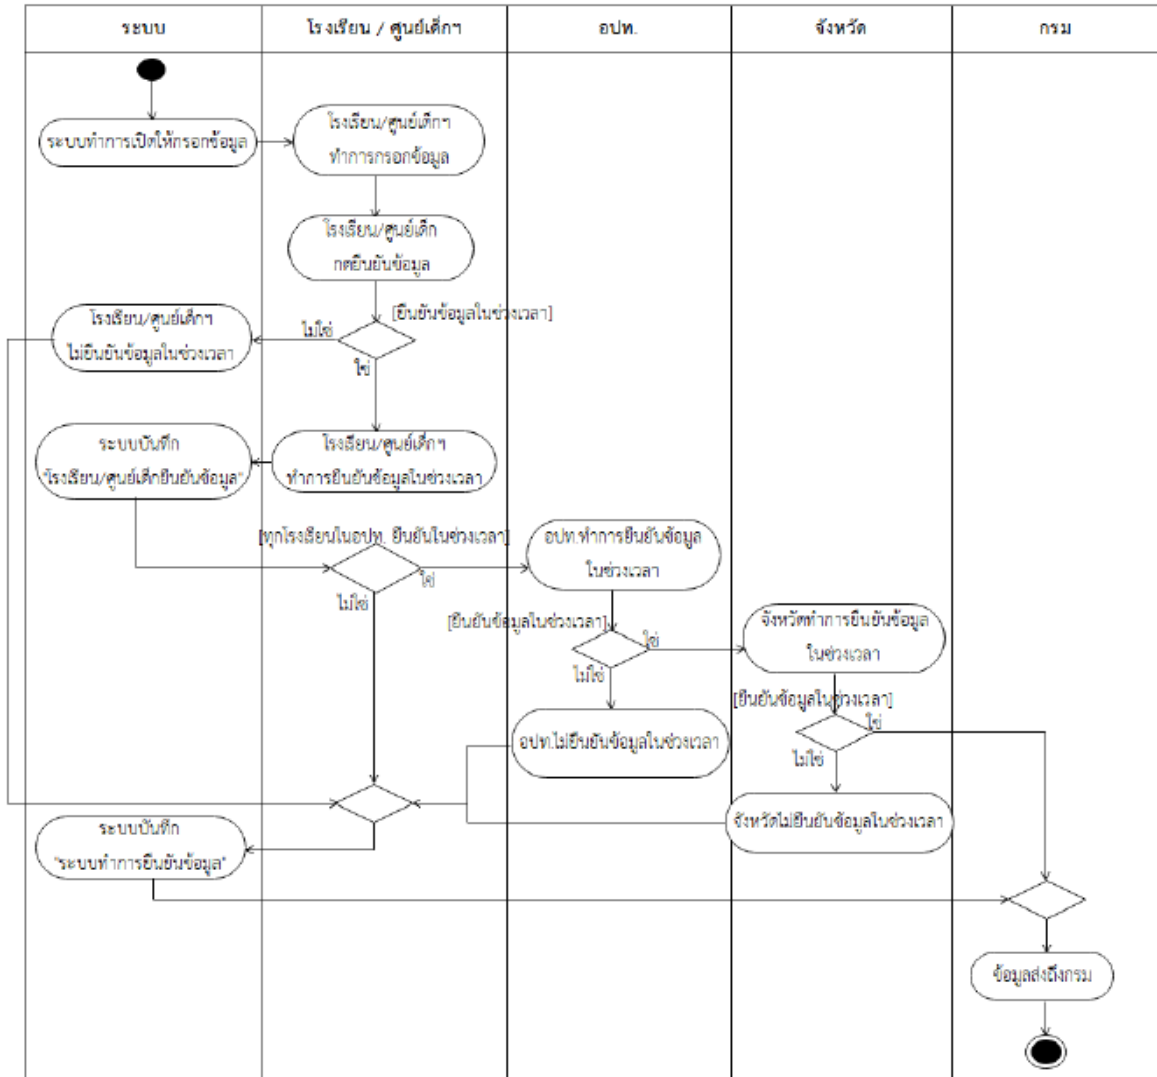 ระบบ
โรงเรียน / ศูนย์เด็กฯ
อปท.
จังหวัด
กรม
ระบบทำการเปิดให้กรอกข้อมูล
โรงเรียน/ศูนย์เด็กฯ
ทำการกรอกข้อมูล
โรงเรียน/ศูนย์เด็ก
กดยืนยันข้อมูล
[ยืนยันข้อมูลในช่วงเวลา]
ไม่ใช่
ใช่
โรงเรียน/ศูนย์เด็กฯ
ไม่ยืนยันข้อมูลในช่วงเวลา
โรงเรียน/ศูนย์เด็กฯ
ทำการยืนยันข้อมูลในช่วงเวลา
ระบบบันทึก
"โรงเรียน/ศูนย์เด็กยืนยันข้อมูล"
[ทุกโรงเรียนในอปท. ยืนยันในช่วงเวลา]
ใช่
ไม่ใช่
อปท.ทำการยืนยันข้อมูล
ในช่วงเวลา
[ยืนยันข้อมูลในช่วงเวลา]
ใช่
ไม่ใช่
จังหวัดทำการยืนยันข้อมูล
ในช่วงเวลา
[ยืนยันข้อมูลในช่วงเวลา]
ใช่
ไม่ใช่
อปท.ไม่ยืนยันข้อมูลในช่วงเวลา
จังหวัดไม่ยืนยันข้อมูลในช่วงเวลา
ระบบบันทึก
"ระบบทำการยืนยันข้อมูล"
ข้อมูลส่งถึงกรม